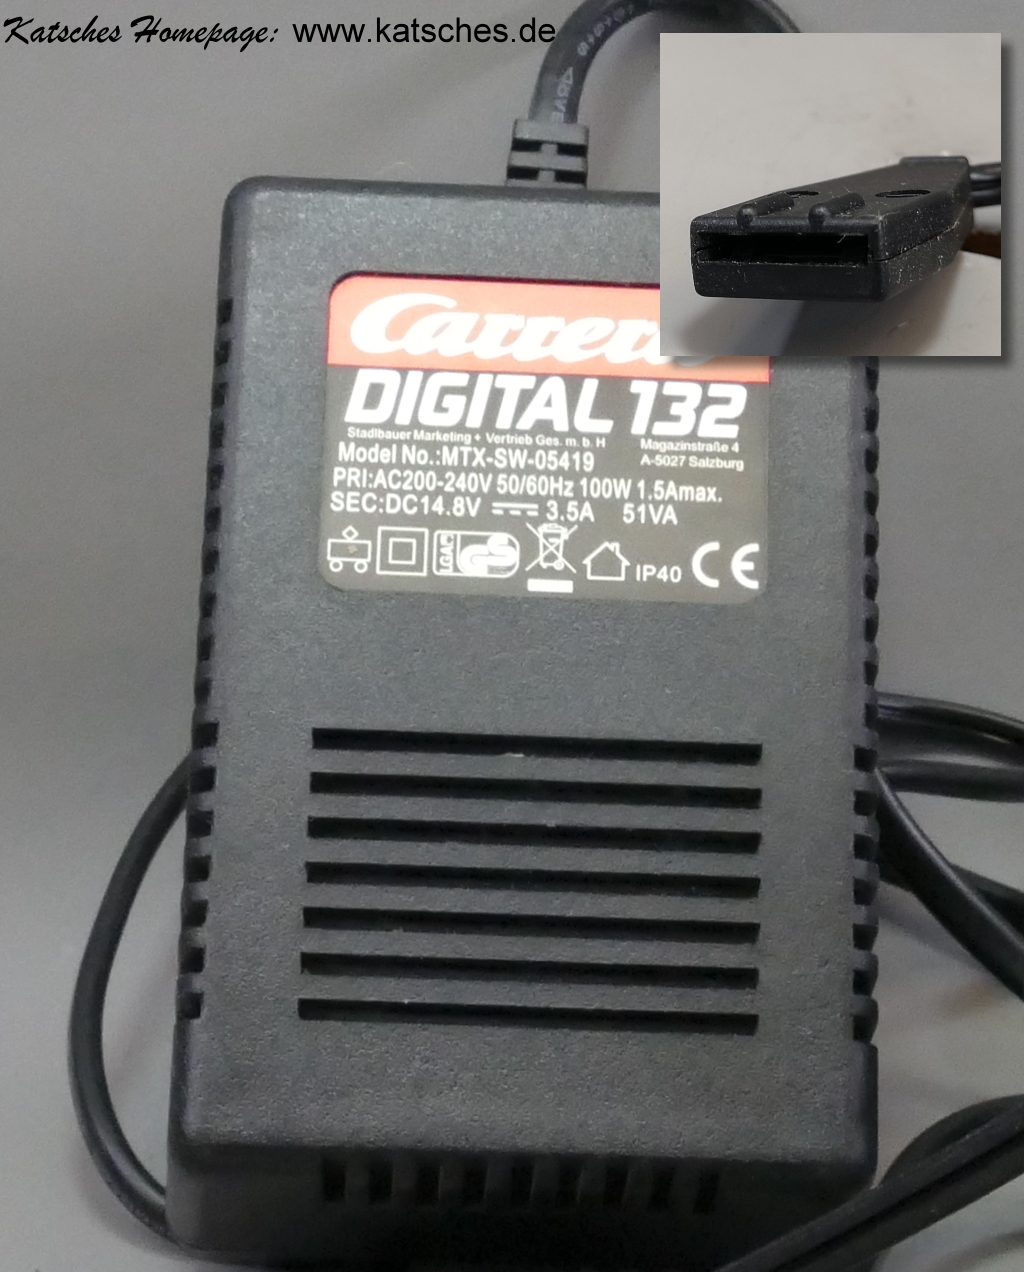 Katsches Homepage: www.katsches.de
Carrera
DIGITAL 132
Stadlbauer Marketing + Vertrieb Ges. m. b. H
Magazinstraße 4
A-5027 Salzburg
Model No.:MTX-SW-05419
PRI:AC200-240V 50/60Hz 100W 1.5Amax.
SEC:DC14.8V ⎓ 3.5A 51VA
LGAC
IP40 CE